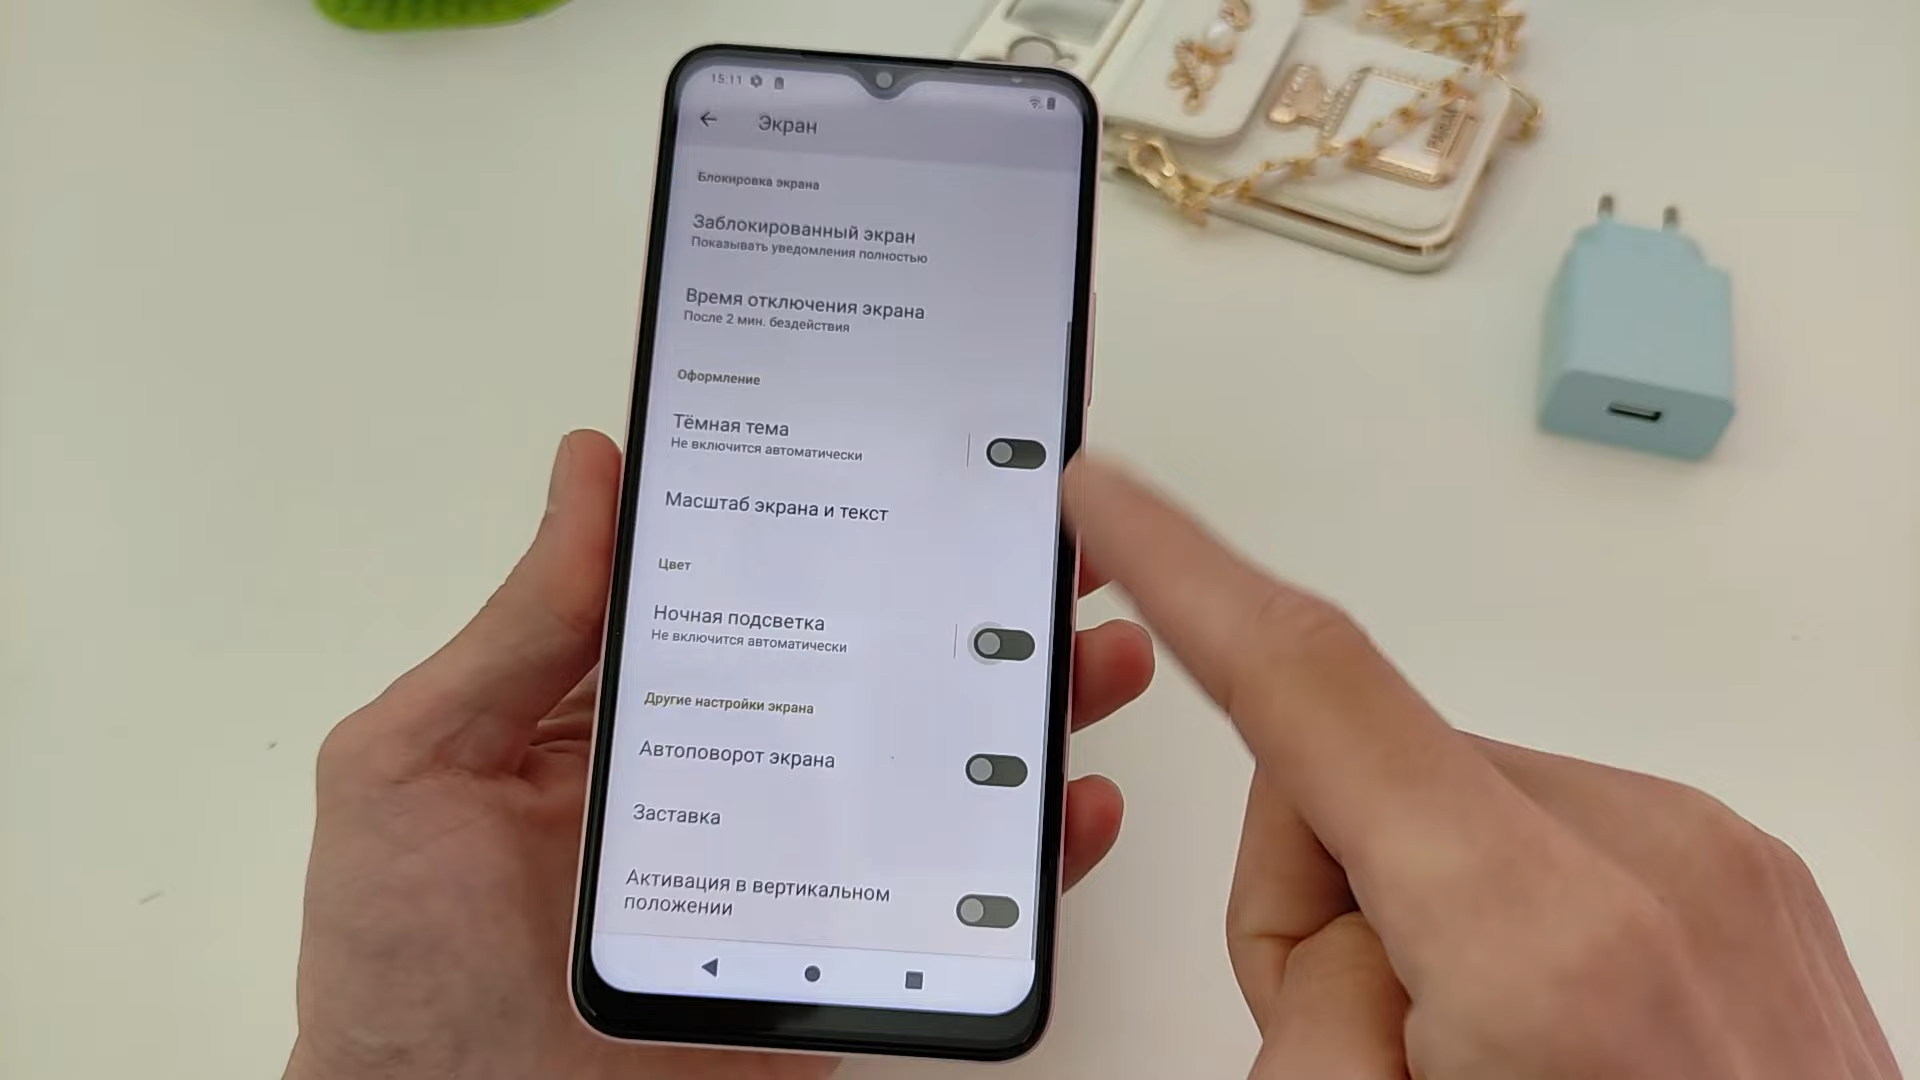 15:11
Экран
Блокировка экрана
Заблокированный экран
Показывать уведомления полностью
Время отключения экрана
После 2 мин. бездействия
Оформление
Тёмная тема
Не включится автоматически
Масштаб экрана и текст
Цвет
Ночная подсветка
Не включится автоматически
Другие настройки экрана
Автоповорот экрана
Заставка
Активация в вертикальном
положении